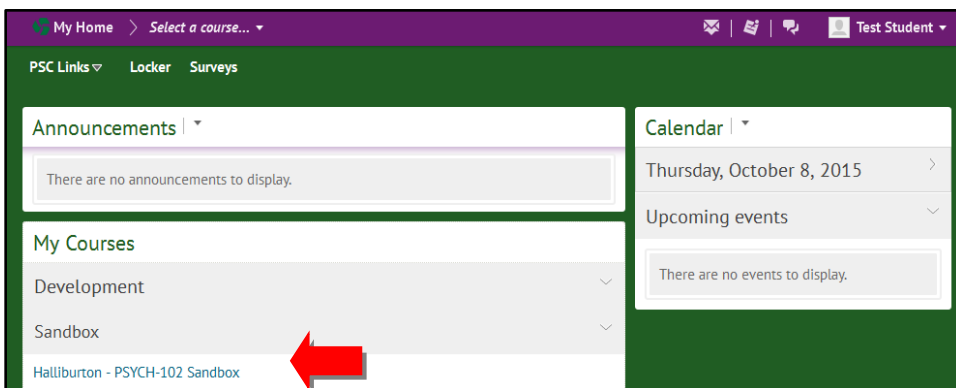 My Home > Select a course...
Test Student
PSC Links Locker Surveys
Announcements
There are no announcements to display.
My Courses
Development
Sandbox
Halliburton - PSYCH-102 Sandbox
Calendar
Thursday, October 8, 2015
Upcoming events
There are no events to display.